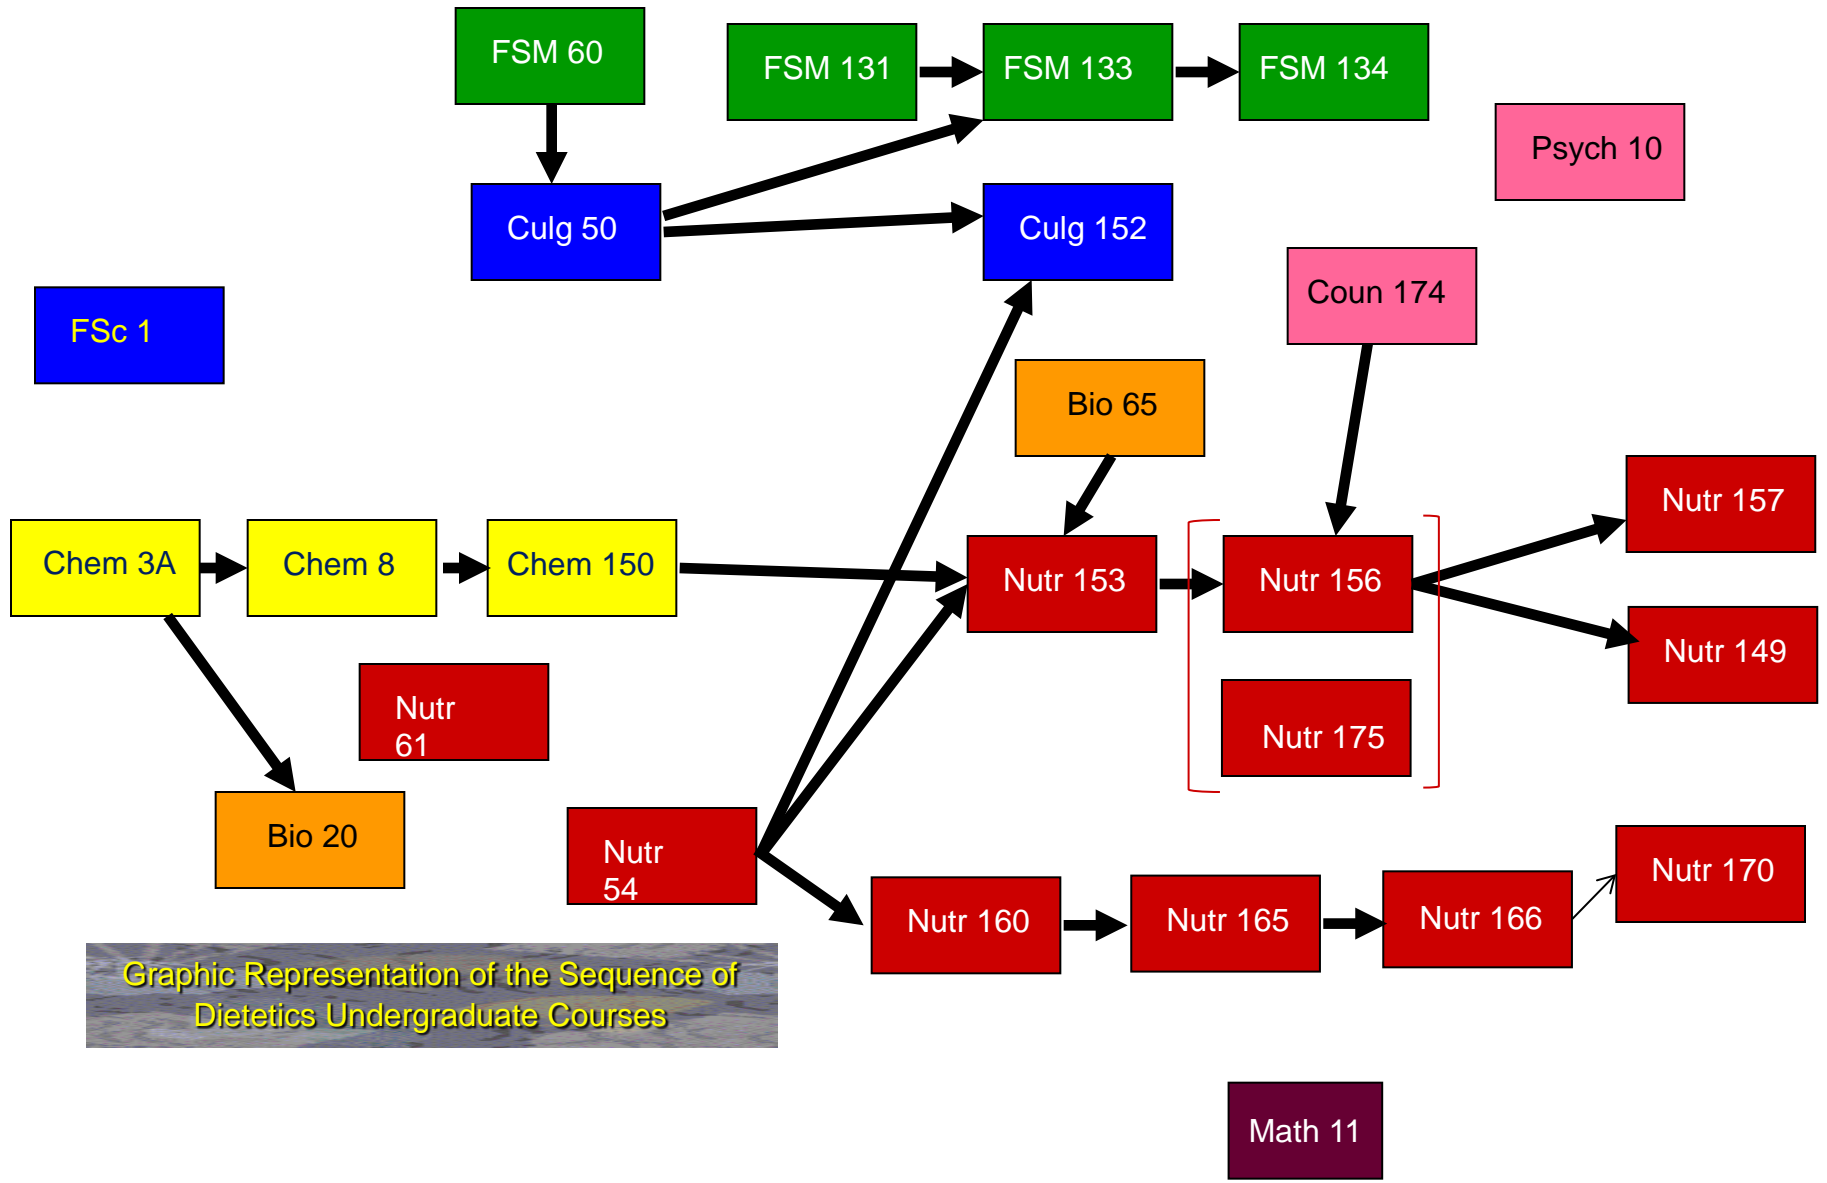 FSM 60
FSM 131
FSM 133
FSM 134
Psych 10
Culg 50
Culg 152
Coun 174
FSc 1
Bio 65
Nutr 157
Chem 3A
Chem 8
Chem 150
Nutr 153
Nutr 156
Nutr 149
Nutr
61
Nutr 175
Bio 20
Nutr
54
Nutr 160
Nutr 165
Nutr 166
Nutr 170
Graphic Representation of the Sequence of
Dietetics Undergraduate Courses
Math 11